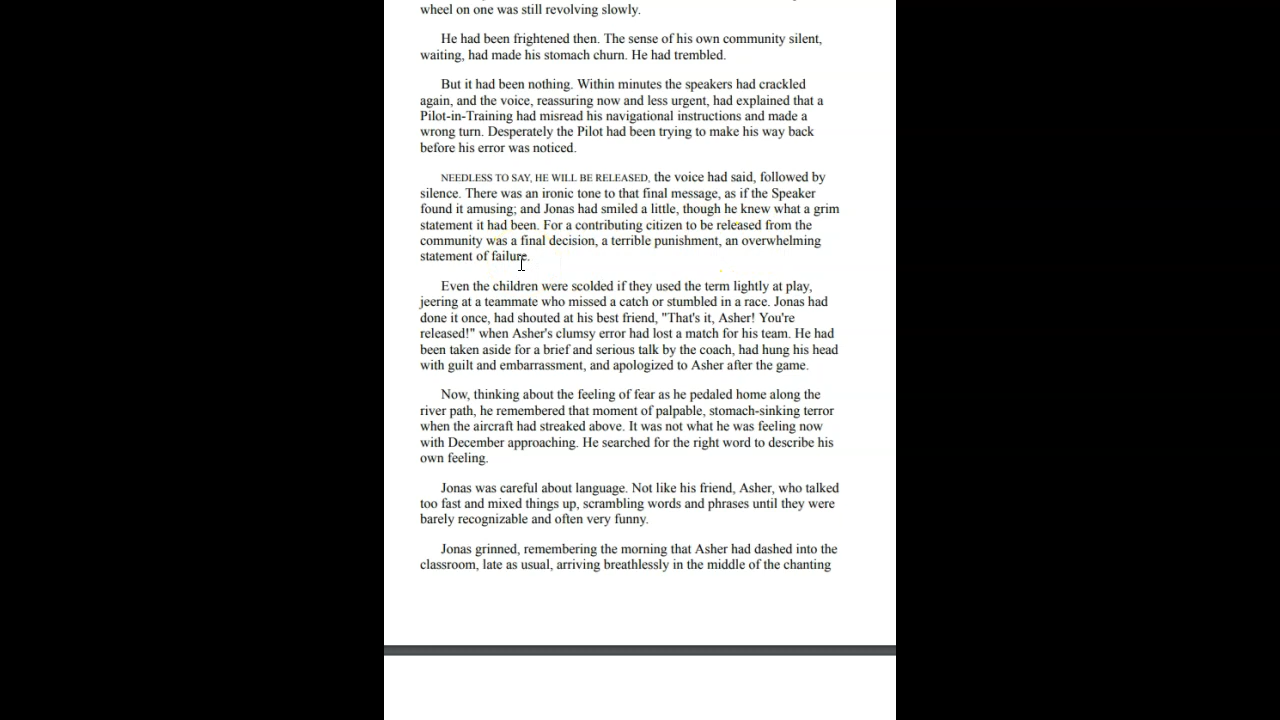 wheel on one was still revolving slowly.
He had been frightened then. The sense of his own community silent,
waiting, had made his stomach churn. He had trembled.
But it had been nothing. Within minutes the speakers had crackled
again, and the voice, reassuring now and less urgent, had explained that a
Pilot-in-Training had misread his navigational instructions and made a
wrong turn. Desperately the Pilot had been trying to make his way back
before his error was noticed.
NEEDLESS TO SAY, HE WILL BE RELEASED, the voice had said, followed by
silence. There was an ironic tone to that final message, as if the Speaker
found it amusing; and Jonas had smiled a little, though he knew what a grim
statement it had been. For a contributing citizen to be released from the
community was a final decision, a terrible punishment, an overwhelming
statement of failure.
Even the children were scolded if they used the term lightly at play,
jeering at a teammate who missed a catch or stumbled in a race. Jonas had
done it once, had shouted at his best friend, "That's it, Asher! You're
released!" when Asher's clumsy error had lost a match for his team. He had
been taken aside for a brief and serious talk by the coach, had hung his head
with guilt and embarrassment, and apologized to Asher after the game.
Now, thinking about the feeling of fear as he pedaled home along the
river path, he remembered that moment of palpable, stomach-sinking terror
when the aircraft had streaked above. It was not what he was feeling now
with December approaching. He searched for the right word to describe his
own feeling.
Jonas was careful about language. Not like his friend, Asher, who talked
too fast and mixed things up, scrambling words and phrases until they were
barely recognizable and often very funny.
Jonas grinned, remembering the morning that Asher had dashed into the
classroom, late as usual, arriving breathlessly in the middle of the chanting